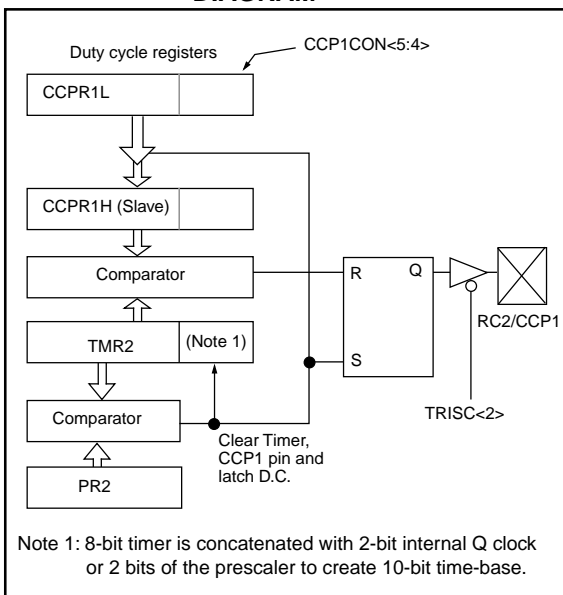 DIAGRAM
Duty cycle registers
CCP1CON<5:4>
CCPR1L
CCPR1H (Slave)
Comparator
R
Q
RC2/CCP1
TMR2
(Note 1)
S
TRISC<2>
Comparator
Clear Timer,
CCP1 pin and
latch D.C.
PR2
Note 1: 8-bit timer is concatenated with 2-bit internal Q clock
or 2 bits of the prescaler to create 10-bit time-base.